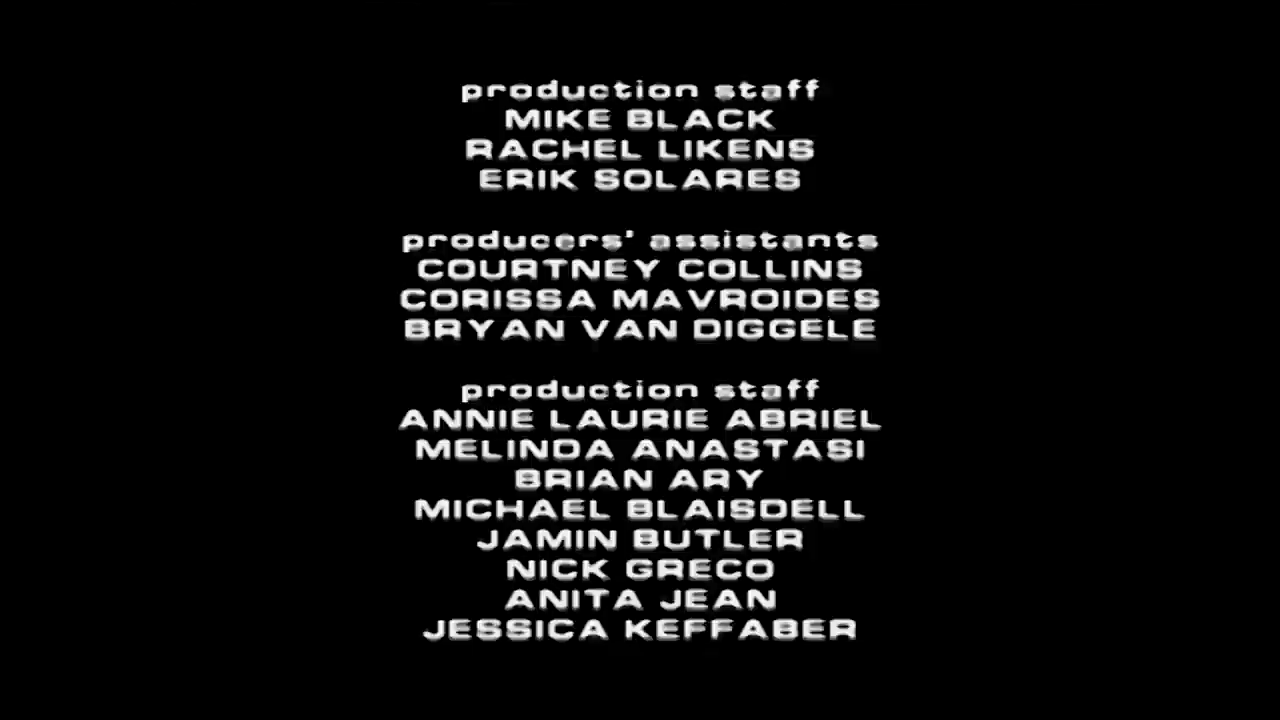 production staff
MIKE BLACK
RACHEL LIKENS
ERIK SOLARES
producers' assistants
COURTNEY COLLINS
CORISSA MAVROIDES
BRYAN VAN DIGGELE
production staff
ANNIE LAURIE ABRIEL
MELINDA ANASTASI
BRIAN ARY
MICHAEL BLAISDELL
JAMIN BUTLER
NICK GRECO
ANITA JEAN
JESSICA KEFFABER